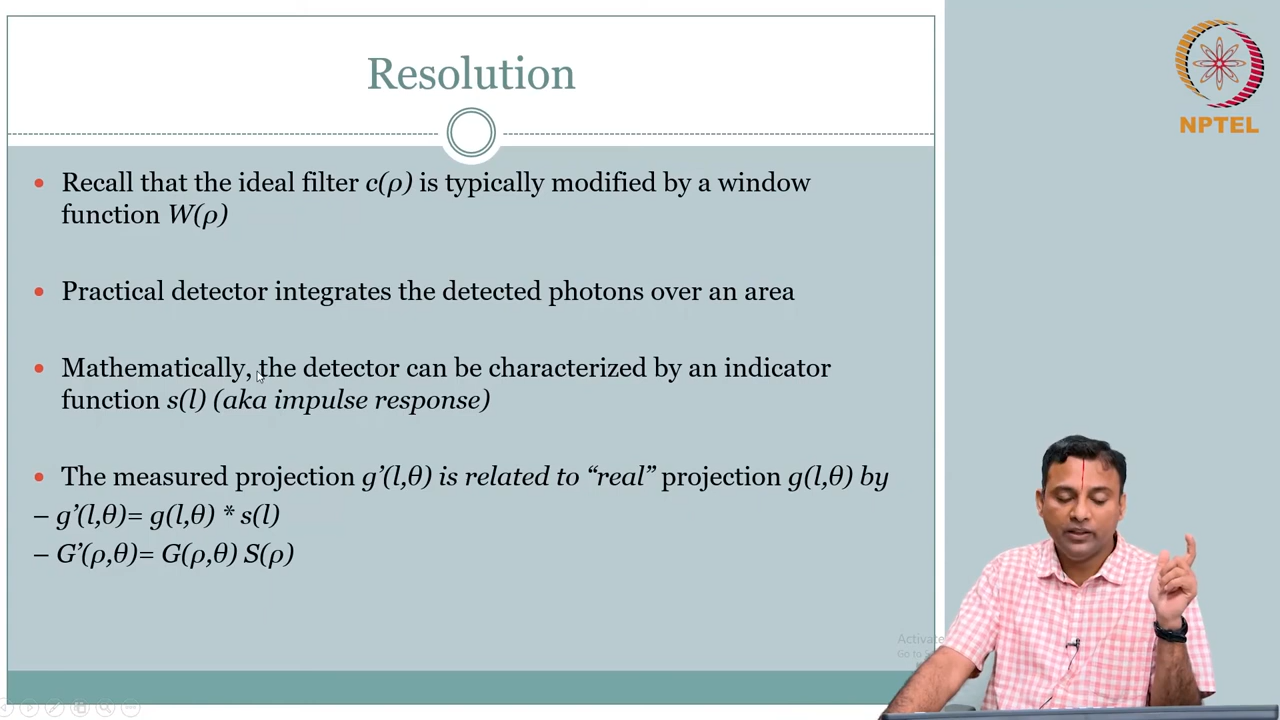 Resolution
NPTEL
• Recall that the ideal filter c(ρ) is typically modified by a window
function W(ρ)
• Practical detector integrates the detected photons over an area
• Mathematically, the detector can be characterized by an indicator
function s(l) (aka impulse response)
• The measured projection g’(l,θ) is related to “real” projection g(l,θ) by
– g’(l,θ)= g(l,θ) * s(l)
– G’(ρ,θ)= G(ρ,θ) S(ρ)
Activate
Go to S